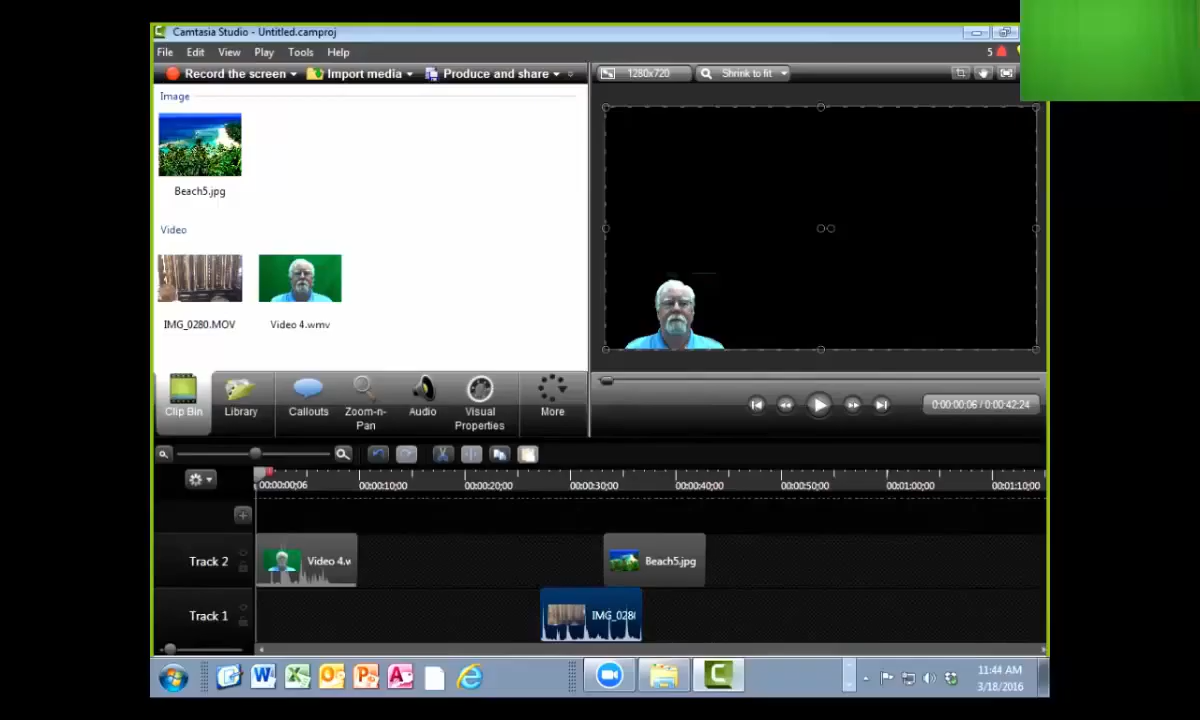 Camtasia Studio - Untitled.camproj
File Edit View Play Tools Help
5
Record the screen Import media Produce and share
1280x720 Shrink to fit
Image
Beach5.jpg
Video
IMG_0280.MOV Video 4.wmv
Clip Bin Library Callouts Zoom-n-Pan Audio Visual Properties More
0:00:00;06 / 0:00:42;24
00:00:00;06 00:00:10;00 00:00:20;00 00:00:30;00 00:00:40;00 00:00:50;00 00:01:00;00 00:01:10;00
Track 2 Video 4.w Beach5.jpg
Track 1 IMG_028
11:44 AM
3/18/2016